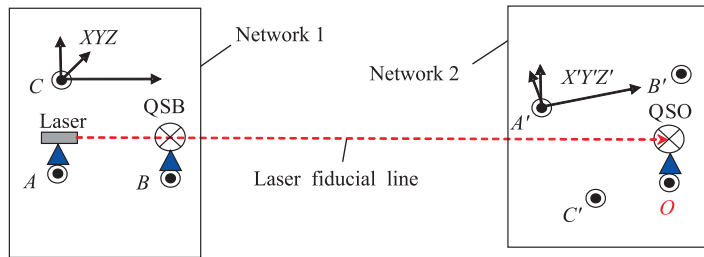 XYZ
Network 1
C
Laser
QSB
A
B
Laser fiducial line
Network 2
X'Y'Z'
B'
A'
QSO
C'
O